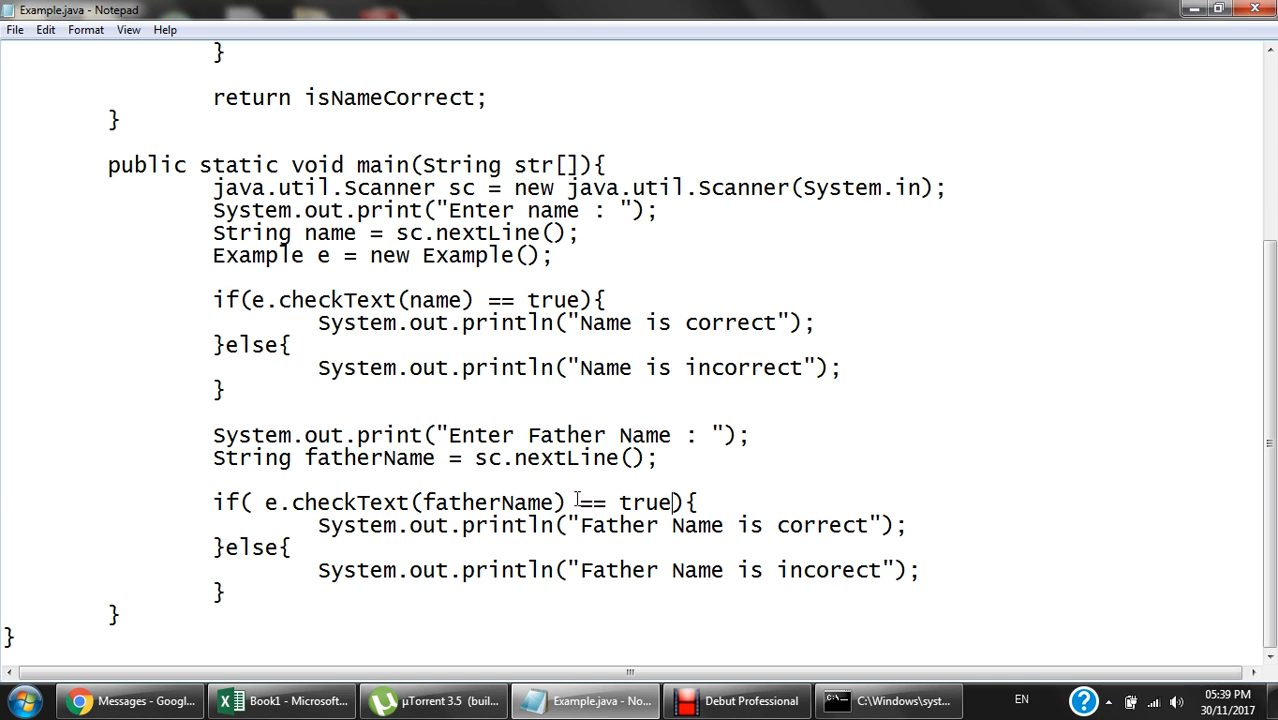 Example.java - Notepad
File Edit Format View Help
}
return isNameCorrect;
}
public static void main(String str[]){
java.util.Scanner sc = new java.util.Scanner(System.in);
System.out.print("Enter name : ");
String name = sc.nextLine();
Example e = new Example();
if(e.checkText(name) == true){
System.out.println("Name is correct");
}else{
System.out.println("Name is incorrect");
}
System.out.print("Enter Father Name : ");
String fatherName = sc.nextLine();
if( e.checkText(fatherName) == true){
System.out.println("Father Name is correct");
}else{
System.out.println("Father Name is incorect");
}
}
}
Messages - Googl... Book1 - Microsoft... µTorrent 3.5 (buil... Example.java - No... Debut Professional C:\Windows\syst... EN 05:39 PM
30/11/2017